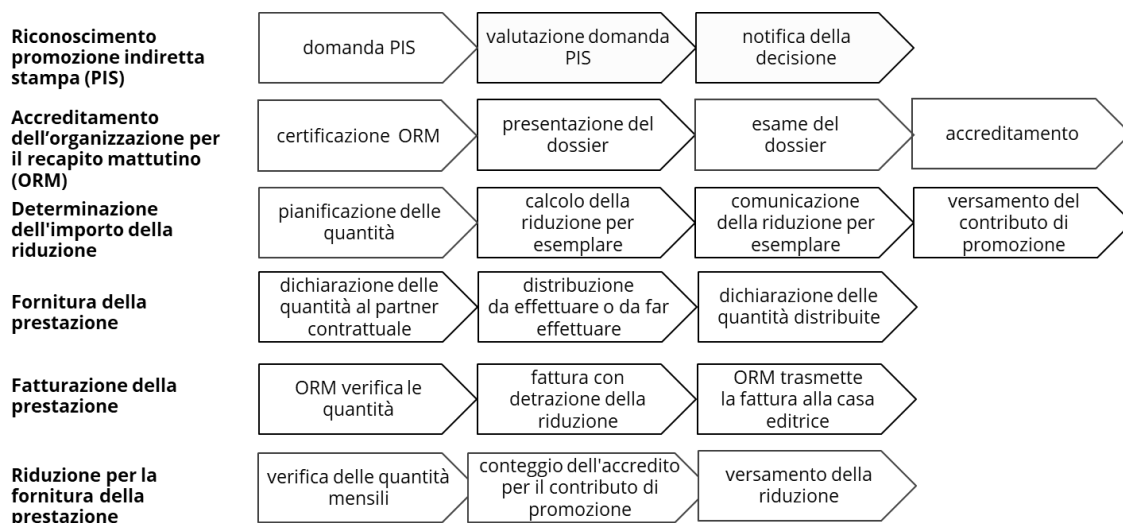 Riconoscimento
promozione indiretta
stampa (PIS)
domanda PIS
valutazione domanda
PIS
notifica della
decisione
Accreditamento
dell'organizzazione per
il recapito mattutino
(ORM)
certificazione ORM
presentazione del
dossier
esame del
dossier
accreditamento
Determinazione
dell'importo della
riduzione
pianificazione delle
quantità
calcolo della
riduzione per
esemplare
comunicazione
della riduzione per
esemplare
versamento del
contributo di
promozione
Fornitura della
prestazione
dichiarazione delle
quantità al partner
contrattuale
distribuzione
da effettuare o da far
effettuare
dichiarazione delle
quantità distribuite
Fatturazione della
prestazione
ORM verifica le
quantità
fattura con
detrazione della
riduzione
ORM trasmette
la fattura alla casa
editrice
Riduzione per la
fornitura della
prestazione
verifica delle quantità
mensili
conteggio dell'accredito
per il contributo di
promozione
versamento della
riduzione